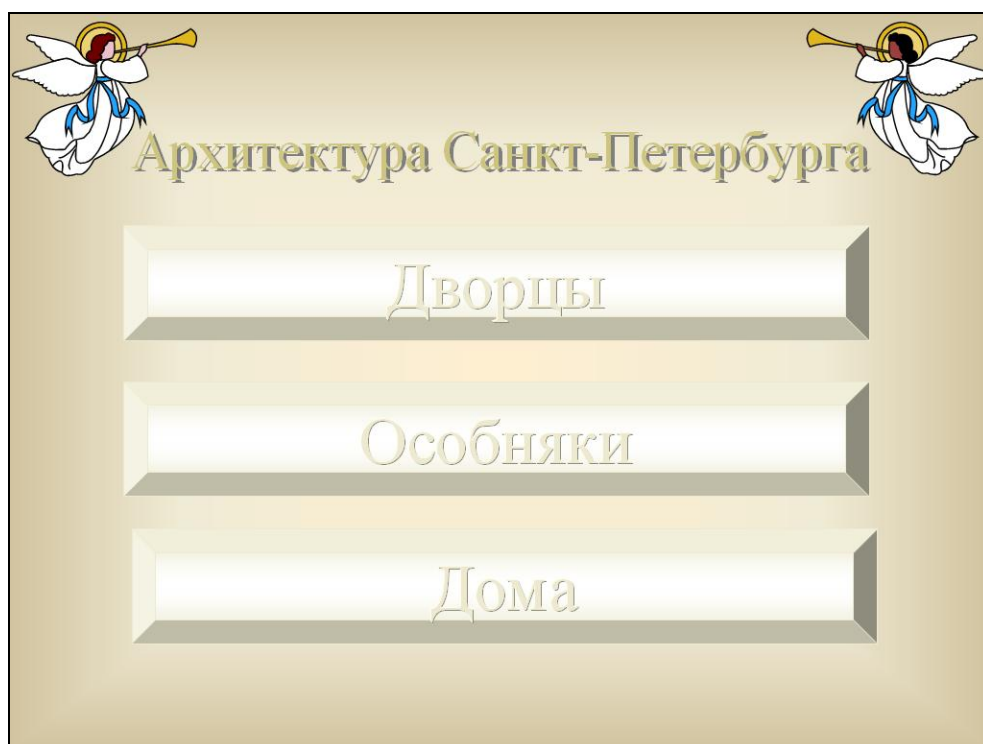 Архитектура Санкт-Петербурга
Дворцы
Особняки
Дома